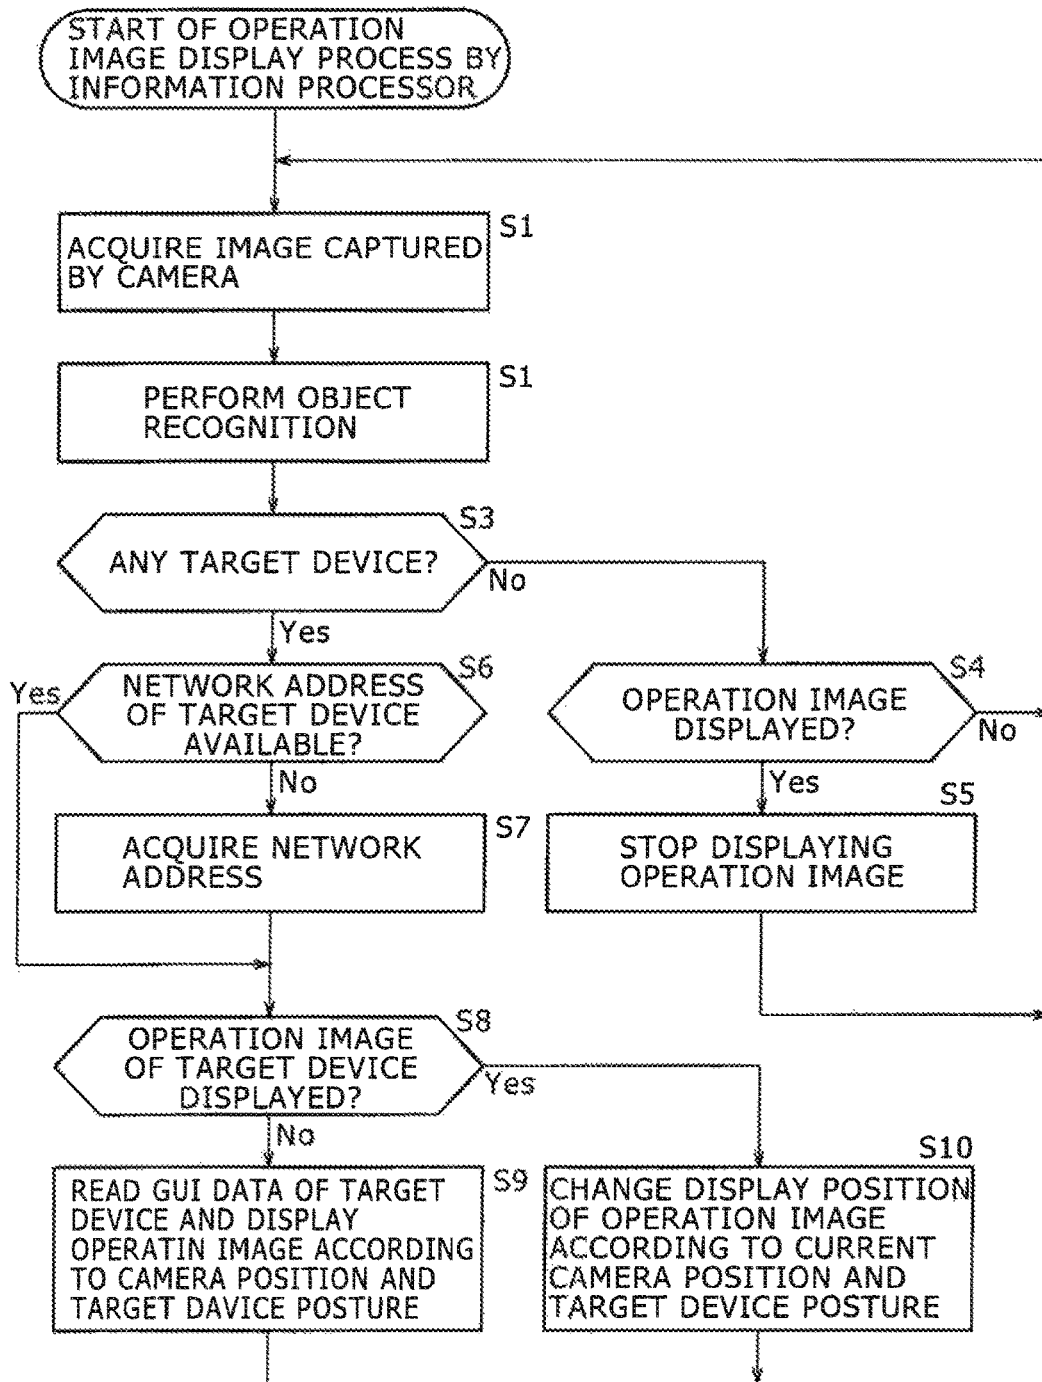 START OF OPERATION
IMAGE DISPLAY PROCESS BY
INFORMATION PROCESSOR
S1
ACQUIRE IMAGE CAPTURED
BY CAMERA
S1
PERFORM OBJECT
RECOGNITION
S3
ANY TARGET DEVICE?
No
Yes
S6
Yes
NETWORK ADDRESS
OF TARGET DEVICE
AVAILABLE?
No
S4
OPERATION IMAGE
DISPLAYED?
No
Yes
S7
ACQUIRE NETWORK
ADDRESS
S5
STOP DISPLAYING
OPERATION IMAGE
S8
OPERATION IMAGE
OF TARGET DEVICE
DISPLAYED?
Yes
No
S9
READ GUI DATA OF TARGET
DEVICE AND DISPLAY
OPERATIN IMAGE ACCORDING
TO CAMERA POSITION AND
TARGET DAVICE POSTURE
S10
CHANGE DISPLAY POSITION
OF OPERATION IMAGE
ACCORDING TO CURRENT
CAMERA POSITION AND
TARGET DEVICE POSTURE